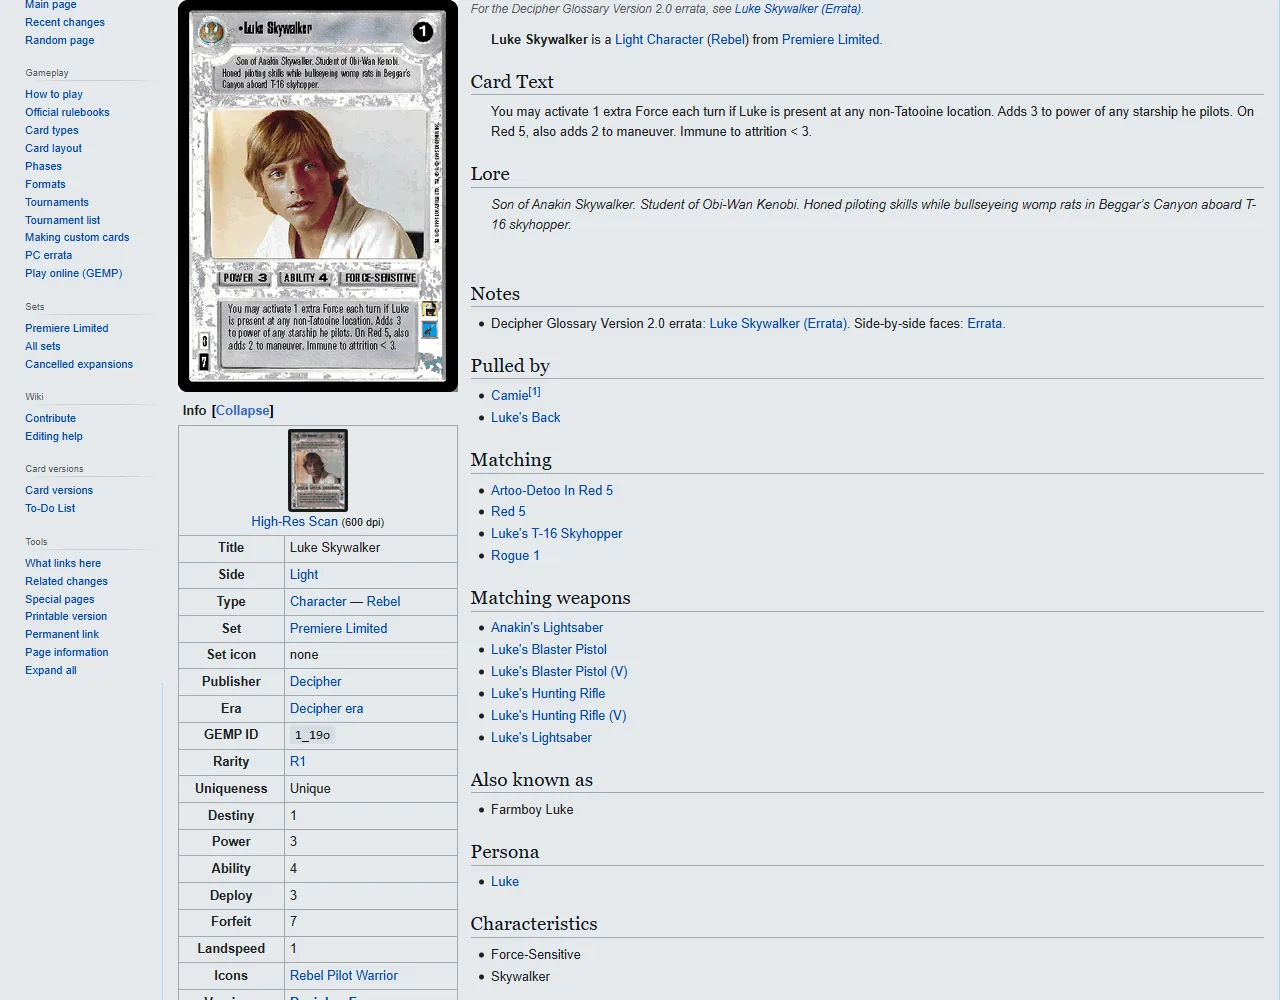 Main page
Recent changes
Random page
Gameplay
How to play
Official rulebooks
Card types
Card layout
Phases
Formats
Tournaments
Tournament list
Making custom cards
PC errata
Play online (GEMP)
Sets
Premiere Limited
All sets
Cancelled expansions
Wiki
Contribute
Editing help
Card versions
Card versions
To-Do List
Tools
What links here
Related changes
Special pages
Printable version
Permanent link
Page information
Expand all
•Luke Skywalker
1
Son of Anakin Skywalker. Student of Obi-Wan Kenobi.
Honed piloting skills while bullseyeing womp rats in Beggar's
Canyon aboard T-16 skyhopper.
POWER 3 ABILITY 4 FORCE-SENSITIVE
You may activate 1 extra Force each turn if Luke
is present at any non-Tatooine location. Adds 3
to power of any starship he pilots. On Red 5, also
adds 2 to maneuver. Immune to attrition < 3.
3
7
Info [Collapse]
High-Res Scan (600 dpi)
Title Luke Skywalker
Side Light
Type Character — Rebel
Set Premiere Limited
Set icon none
Publisher Decipher
Era Decipher era
GEMP ID 1_19o
Rarity R1
Uniqueness Unique
Destiny 1
Power 3
Ability 4
Deploy 3
Forfeit 7
Landspeed 1
Icons Rebel Pilot Warrior
For the Decipher Glossary Version 2.0 errata, see Luke Skywalker (Errata).
Luke Skywalker is a Light Character (Rebel) from Premiere Limited.
Card Text
You may activate 1 extra Force each turn if Luke is present at any non-Tatooine location. Adds 3 to power of any starship he pilots. On
Red 5, also adds 2 to maneuver. Immune to attrition < 3.
Lore
Son of Anakin Skywalker. Student of Obi-Wan Kenobi. Honed piloting skills while bullseyeing womp rats in Beggar's Canyon aboard T-
16 skyhopper.
Notes
• Decipher Glossary Version 2.0 errata: Luke Skywalker (Errata). Side-by-side faces: Errata.
Pulled by
• Camie[1]
• Luke's Back
Matching
• Artoo-Detoo In Red 5
• Red 5
• Luke's T-16 Skyhopper
• Rogue 1
Matching weapons
• Anakin's Lightsaber
• Luke's Blaster Pistol
• Luke's Blaster Pistol (V)
• Luke's Hunting Rifle
• Luke's Hunting Rifle (V)
• Luke's Lightsaber
Also known as
• Farmboy Luke
Persona
• Luke
Characteristics
• Force-Sensitive
• Skywalker